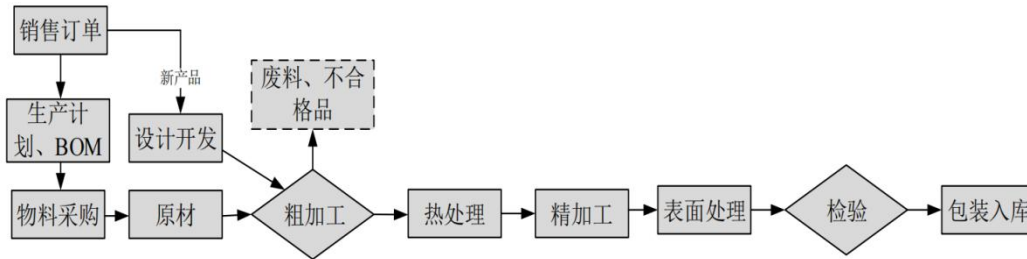 销售订单
新产品
废料、不合
格品
生产计
划、BOM
设计开发
物料采购
原材
粗加工
热处理
精加工
表面处理
检验
包装入库